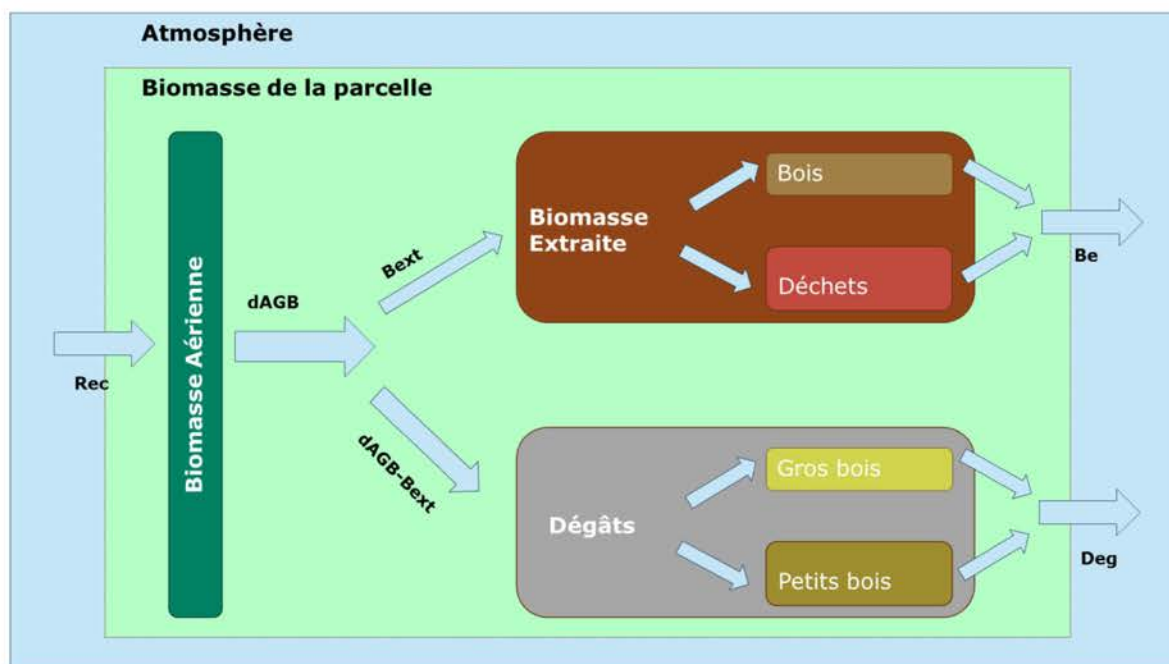 Atmosphère
Biomasse de la parcelle
Rec
Biomasse Aérienne
dAGB
Bext
dAGB-Bext
Biomasse
Extraite
Bois
Déchets
Be
Dégâts
Gros bois
Petits bois
Deg